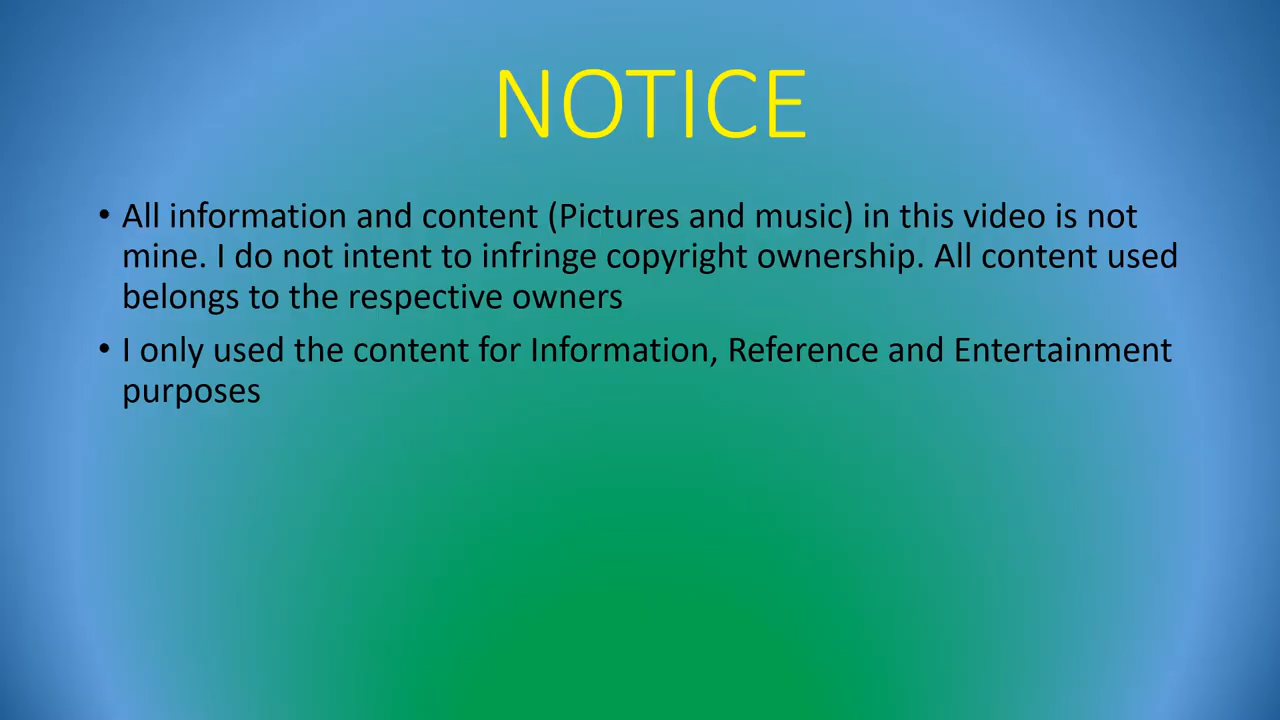 NOTICE
• All information and content (Pictures and music) in this video is not
mine. I do not intent to infringe copyright ownership. All content used
belongs to the respective owners
• I only used the content for Information, Reference and Entertainment
purposes